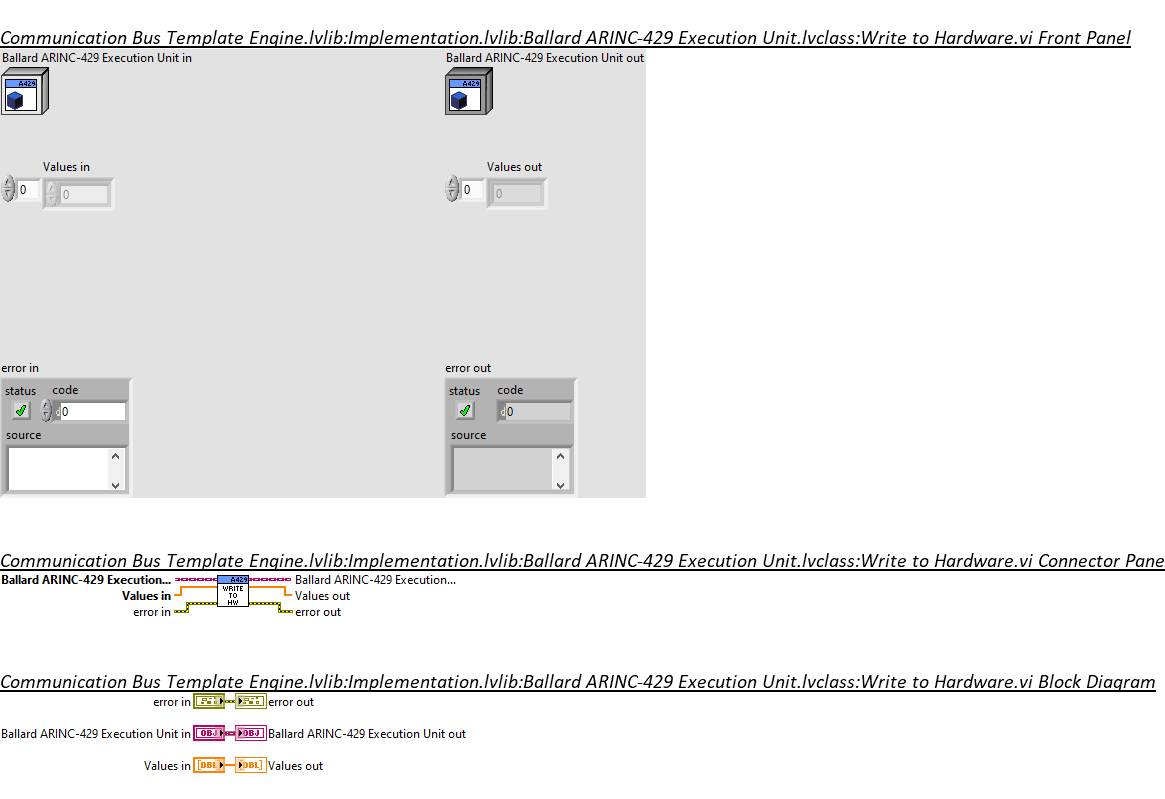 Communication Bus Template Engine.lvlib:Implementation.lvlib:Ballard ARINC-429 Execution Unit.lvclass:Write to Hardware.vi Front Panel
Ballard ARINC-429 Execution Unit in Ballard ARINC-429 Execution Unit out
A429 A429
Values in Values out
0 0 0 0
error in error out
status code status code
d 0 d 0
source source
Communication Bus Template Engine.lvlib:Implementation.lvlib:Ballard ARINC-429 Execution Unit.lvclass:Write to Hardware.vi Connector Pane
Ballard ARINC-429 Execution... A429 Ballard ARINC-429 Execution...
Values in WRITE TO HW Values out
error in error out
Communication Bus Template Engine.lvlib:Implementation.lvlib:Ballard ARINC-429 Execution Unit.lvclass:Write to Hardware.vi Block Diagram
error in error out
Ballard ARINC-429 Execution Unit in OBJ OBJ Ballard ARINC-429 Execution Unit out
Values in [DBL] [DBL] Values out